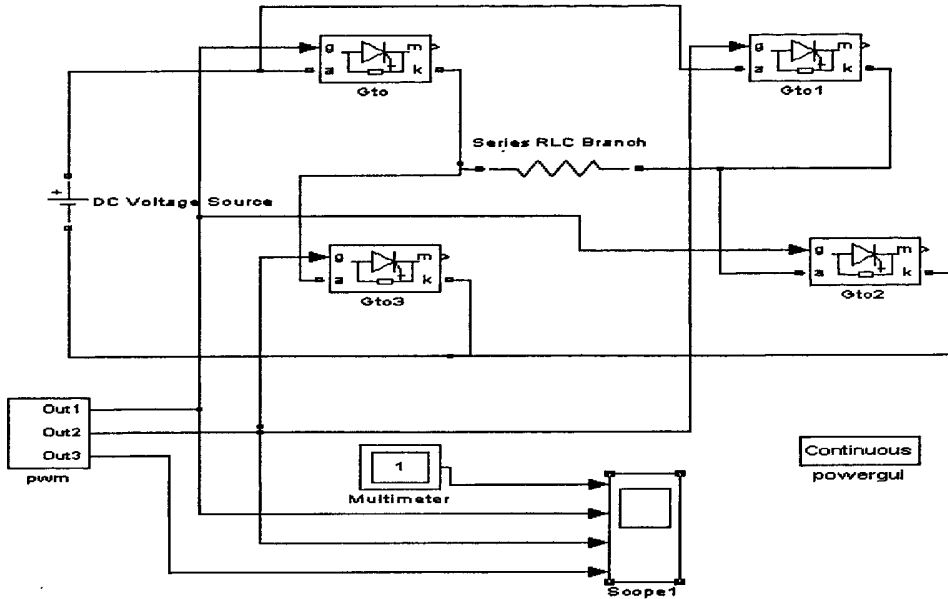 g m
a k
Gto
g m
a k
Gto1
Series RLC Branch
+
DC Voltage Source
g m
a k
Gto3
g m
a k
Gto2
Out1
Out2
Out3
pwm
1
Multimeter
Continuous
powergui
Scope1